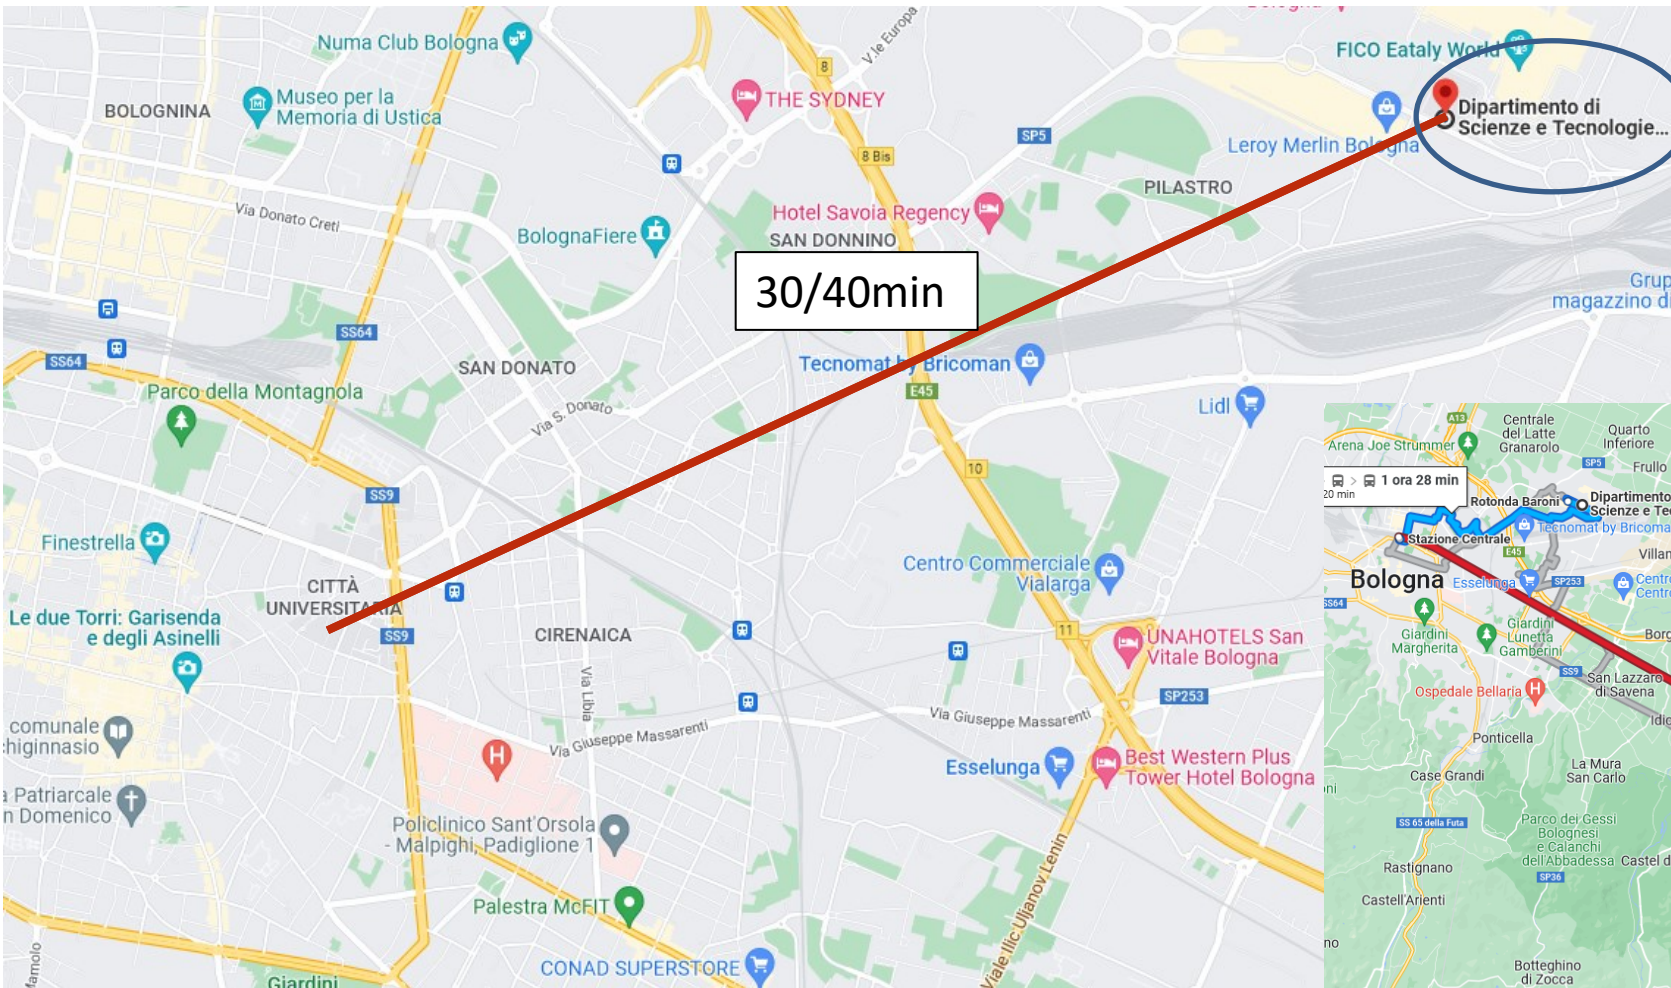 Numa Club Bologna
V.le Europa
8
FICO Eataly World
BOLOGNINA
Museo per la
Memoria di Ustica
THE SYDNEY
Dipartimento di
Scienze e Tecnologie...
SP5
Leroy Merlin Bologna
8 Bis
PILASTRO
Via Donato Creti
BolognaFiere
Hotel Savoia Regency
SAN DONNINO
30/40min
Grup
magazzino d
SS64
SS64
SAN DONATO
Tecnomat by Bricoman
E45
Parco della Montagnola
Via S. Donato
Lidl
10
SS9
Finestrella
CITTÀ
UNIVERSITARIA
Le due Torri: Garisenda
e degli Asinelli
SS9
CIRENAICA
Centro Commerciale
Vialarga
11
UNAHOTELS San
Vitale Bologna
SP253
Via Libia
Via Giuseppe Massarenti
Via Giuseppe Massarenti
comunale
higinnasio
H
Esselunga
Best Western Plus
Tower Hotel Bologna
a Patriarcale
n Domenico
Policlinico Sant'Orsola
- Malpighi, Padiglione 1
Viale Ilic Uljanov Lenin
Palestra McFIT
CONAD SUPERSTORE
Giardini
A13
Centrale
del Latte
Granarolo
Quarto
Inferiore
Arena Joe Strummer
SP5
Frullo
1 ora 28 min
20 min
Rotonda Baroni
Dipartimento
Scienze e Te
Tecnomat by Bricoma
Stazione Centrale
E45
Villan
Bologna
Esselunga
SP253
Centr
Centr
SS64
Giardini
Margherita
Giardini
Lunetta
Gamberini
Borg
SS9
San Lazzaro
di Savena
Ospedale Bellaria
H
Idig
Ponticella
Case Grandi
La Mura
San Carlo
oni
SS 65 della Futa
Parco dei Gessi
Bolognesi
e Calanchi
dell'Abbadessa
Castel d
Rastignano
SP36
Castell'Arienti
no
Botteghino
di Zocca